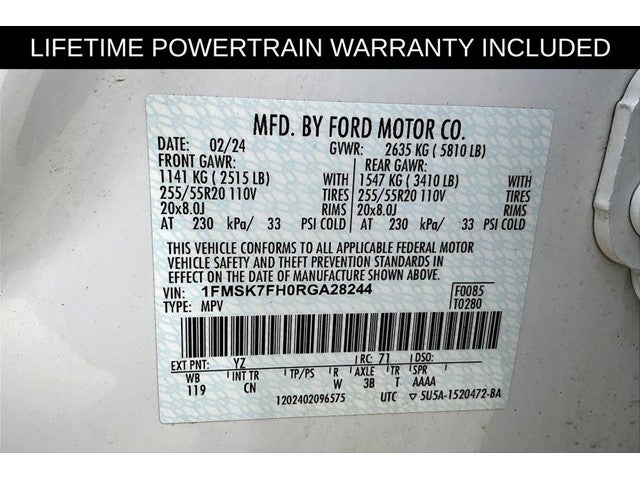 LIFETIME POWERTRAIN WARRANTY INCLUDED
MFD. BY FORD MOTOR CO.
DATE: 02/24 GVWR: 2635 KG ( 5810 LB)
FRONT GAWR: REAR GAWR:
1141 KG ( 2515 LB) WITH 1547 KG ( 3410 LB) WITH
255/55R20 110V TIRES 255/55R20 110V TIRES
20x8.0J RIMS 20x8.0J RIMS
AT 230 kPa/ 33 PSI COLD AT 230 kPa/ 33 PSI COLD
THIS VEHICLE CONFORMS TO ALL APPLICABLE FEDERAL MOTOR
VEHICLE SAFETY AND THEFT PREVENTION STANDARDS IN
EFFECT ON THE DATE OF MANUFACTURE SHOWN ABOVE.
VIN: 1FMSK7FH0RGA28244 F0085
TYPE: MPV T0280
EXT PNT: YZ RC: 71 DSO:
WB INT TR TP/PS R AXLE TR SPR
119 CN W 3B T AAAA
1202402096575 UTC ▽ 5U5A-1520472-BA